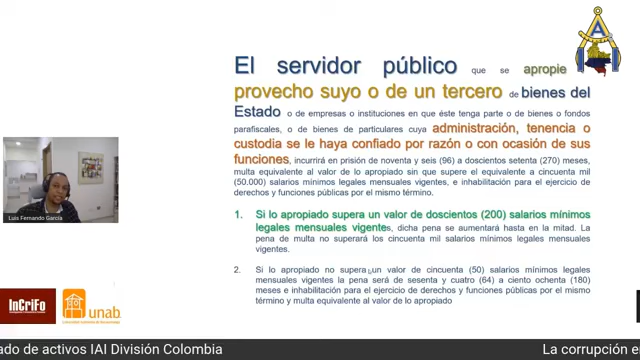 El servidor público que se apropie
provecho suyo o de un tercero de bienes del
Estado o de empresas o instituciones en que éste tenga parte o de bienes o fondos
parafiscales, o de bienes de particulares cuya administración, tenencia o
custodia se le haya confiado por razón o con ocasión de sus
funciones, incurrirá en prisión de noventa y seis (96) a doscientos setenta (270) meses,
multa equivalente al valor de lo apropiado sin que supere el equivalente a cincuenta mil
(50.000) salarios mínimos legales mensuales vigentes, e inhabilitación para el ejercicio de
derechos y funciones públicas por el mismo término.
1. Si lo apropiado supera un valor de doscientos (200) salarios mínimos
legales mensuales vigentes, dicha pena se aumentará hasta en la mitad. La
pena de multa no superará los cincuenta mil salarios mínimos legales mensuales
vigentes.
2. Si lo apropiado no supera un valor de cincuenta (50) salarios mínimos legales
mensuales vigentes la pena será de sesenta y cuatro (64) a ciento ochenta (180)
meses e inhabilitación para el ejercicio de derechos y funciones públicas por el mismo
término y multa equivalente al valor de lo apropiado
Luis Fernando García
InCriFo
unab
ado de activos IAI División Colombia
La corrupción e